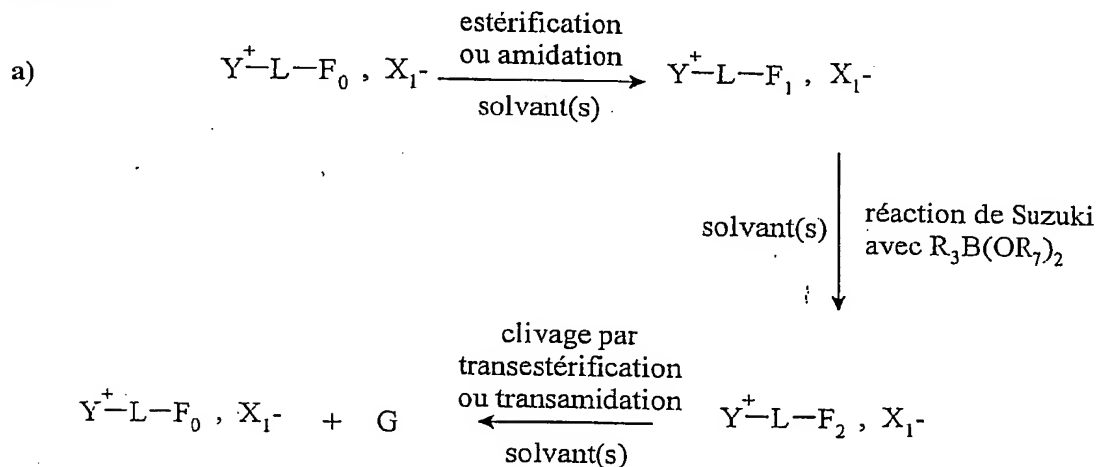 a)
estérification
ou amidation
Y⁺—L—F₀ , X₁-
solvant(s)
Y⁺—L—F₁ , X₁-
solvant(s)
réaction de Suzuki
avec R₃B(OR₇)₂
clivage par
transestérification
ou transamidation
Y⁺—L—F₀ , X₁- + G
solvant(s)
Y⁺—L—F₂ , X₁-